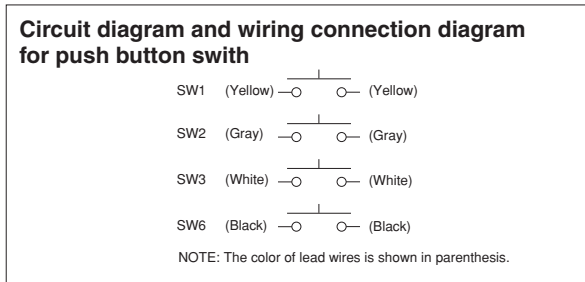 Circuit diagram and wiring connection diagram
for push button swith
SW1 (Yellow) (Yellow)
SW2 (Gray) (Gray)
SW3 (White) (White)
SW6 (Black) (Black)
NOTE: The color of lead wires is shown in parenthesis.